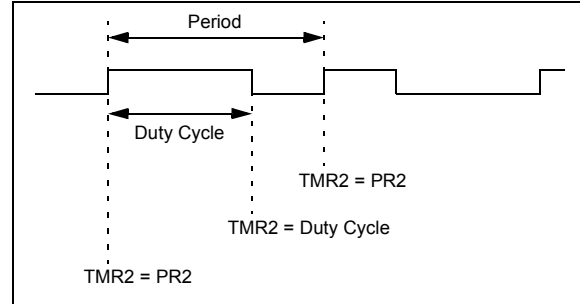 Period
Duty Cycle
TMR2 = PR2
TMR2 = Duty Cycle
TMR2 = PR2